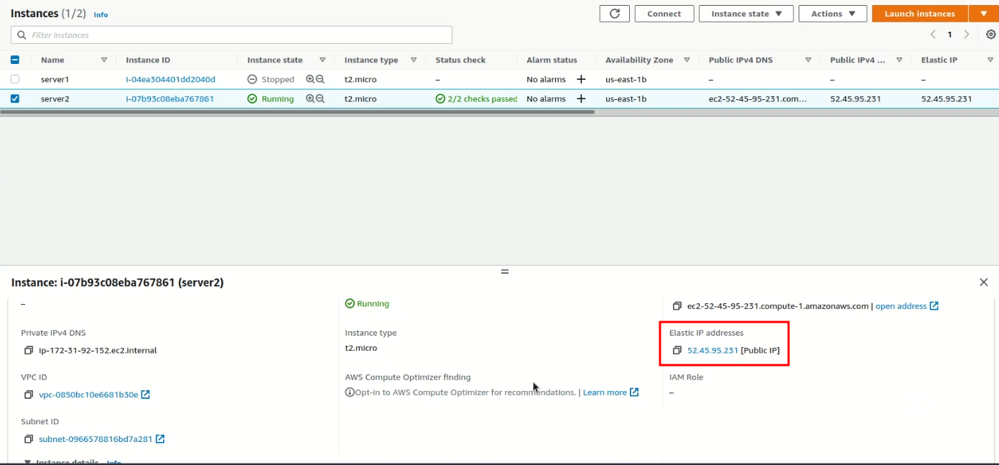 Instances (1/2) Info
Connect Instance state Actions Launch instances
Filter instances
1
Name Instance ID Instance state Instance type Status check Alarm status Availability Zone Public IPv4 DNS Public IPv4 ... Elastic IP
server1 i-04ea304401dd2040d Stopped t2.micro – No alarms + us-east-1b – – –
server2 i-07b93c08eba767861 Running t2.micro 2/2 checks passed No alarms + us-east-1b ec2-52-45-95-231.com... 52.45.95.231 52.45.95.231
Instance: i-07b93c08eba767861 (server2)
– Running ec2-52-45-95-231.compute-1.amazonaws.com | open address
Private IPv4 DNS Instance type Elastic IP addresses
ip-172-31-92-152.ec2.internal t2.micro 52.45.95.231 [Public IP]
VPC ID AWS Compute Optimizer finding IAM Role
vpc-0850bc10e6681b30e Opt-in to AWS Compute Optimizer for recommendations. | Learn more –
Subnet ID
subnet-0966578816bd7a281
Instance details Info